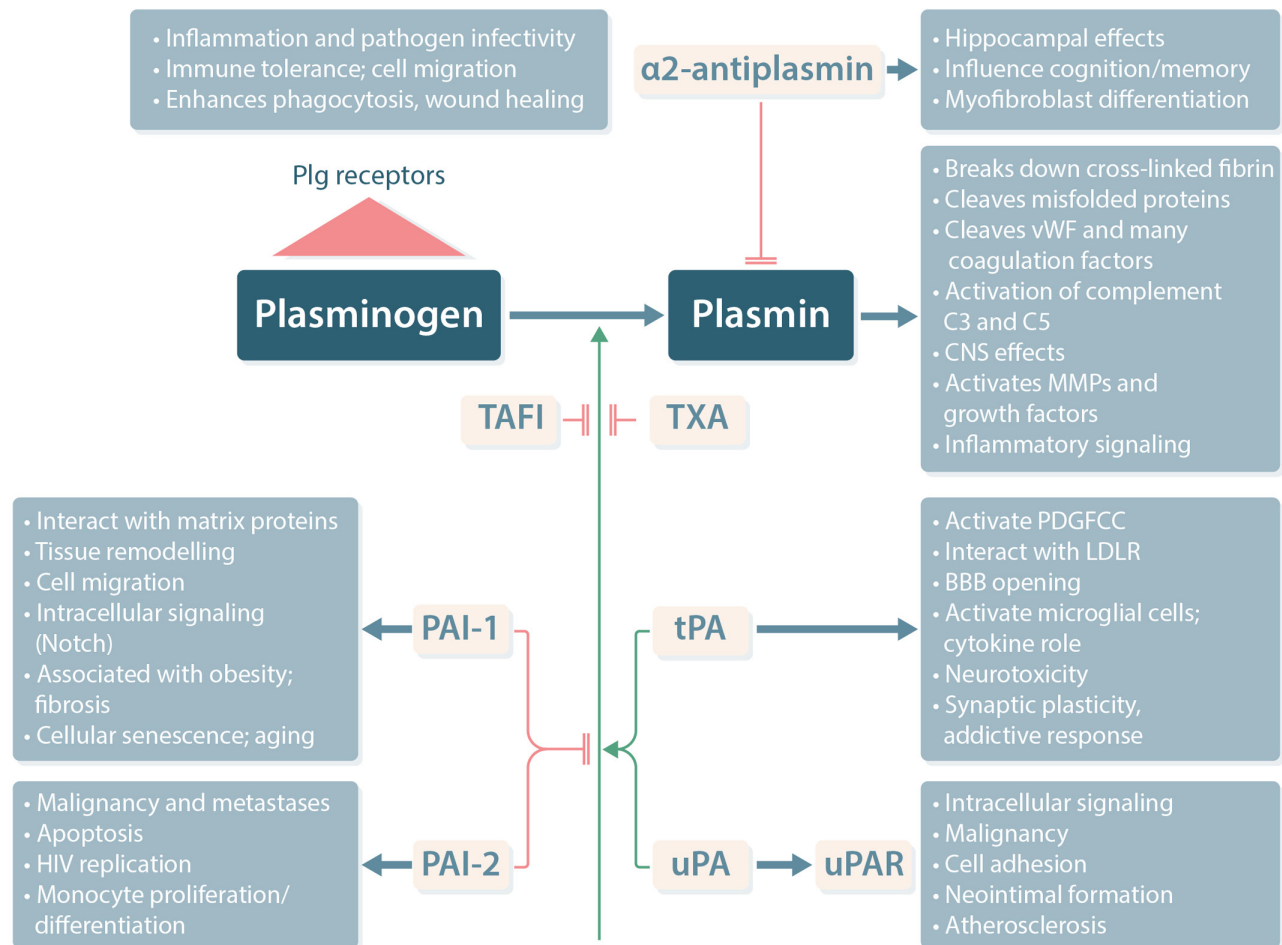 • Inflammation and pathogen infectivity
• Immune tolerance; cell migration
• Enhances phagocytosis, wound healing
α2-antiplasmin
• Hippocampal effects
• Influence cognition/memory
• Myofibroblast differentiation
Plg receptors
Plasminogen
Plasmin
• Breaks down cross-linked fibrin
• Cleaves misfolded proteins
• Cleaves vWF and many
coagulation factors
• Activation of complement
C3 and C5
• CNS effects
• Activates MMPs and
growth factors
• Inflammatory signaling
TAFI
TXA
• Interact with matrix proteins
• Tissue remodelling
• Cell migration
• Intracellular signaling
(Notch)
• Associated with obesity;
fibrosis
• Cellular senescence; aging
PAI-1
tPA
• Activate PDGFCC
• Interact with LDLR
• BBB opening
• Activate microglial cells;
cytokine role
• Neurotoxicity
• Synaptic plasticity,
addictive response
• Malignancy and metastases
• Apoptosis
• HIV replication
• Monocyte proliferation/
differentiation
PAI-2
uPA
uPAR
• Intracellular signaling
• Malignancy
• Cell adhesion
• Neointimal formation
• Atherosclerosis